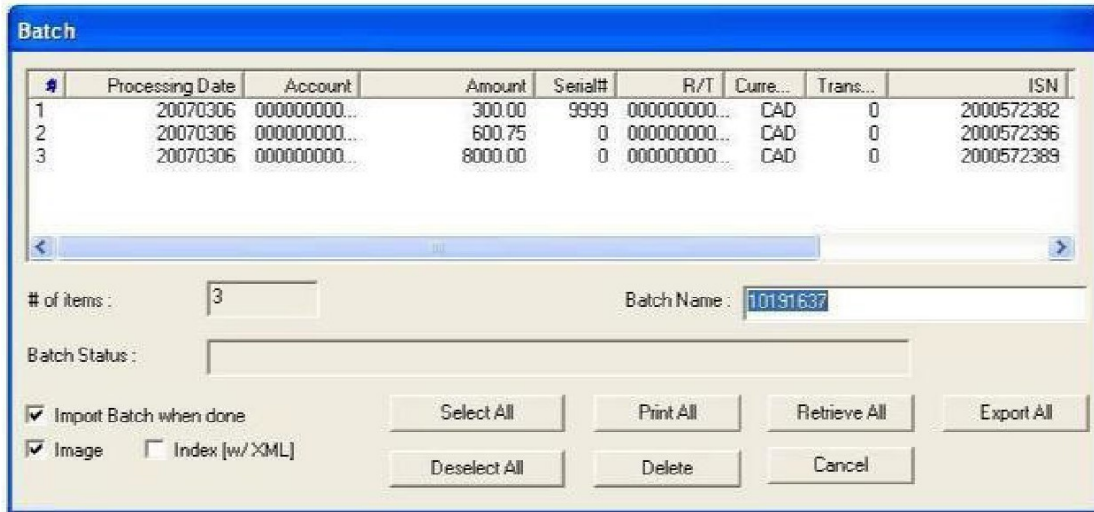 Batch
# Processing Date Account Amount Serial# R/T Curre... Trans... ISN
1 20070306 000000000... 300.00 9999 000000000... CAD 0 2000572382
2 20070306 000000000... 600.75 0 000000000... CAD 0 2000572396
3 20070306 000000000... 8000.00 0 000000000... CAD 0 2000572389
# of items : 3 Batch Name : 10191637
Batch Status :
Import Batch when done Select All Print All Retrieve All Export All
Image Index [w/ XML]
Deselect All Delete Cancel